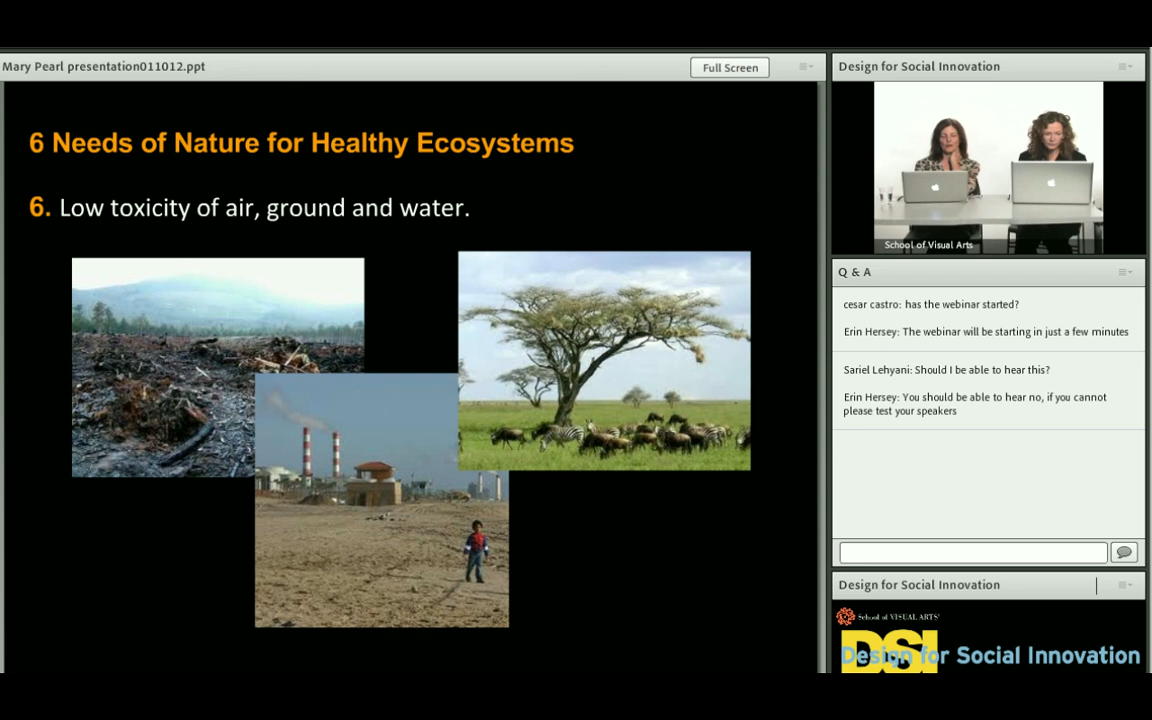 Mary Pearl presentation011012.ppt
Full Screen
6 Needs of Nature for Healthy Ecosystems
6. Low toxicity of air, ground and water.
Design for Social Innovation
School of Visual Arts
Q & A
cesar castro: has the webinar started?
Erin Hersey: The webinar will be starting in just a few minutes
Sariel Lehyani: Should I be able to hear this?
Erin Hersey: You should be able to hear no, if you cannot
please test your speakers
Design for Social Innovation
School of VISUAL ARTS
DSI
Design for Social Innovation